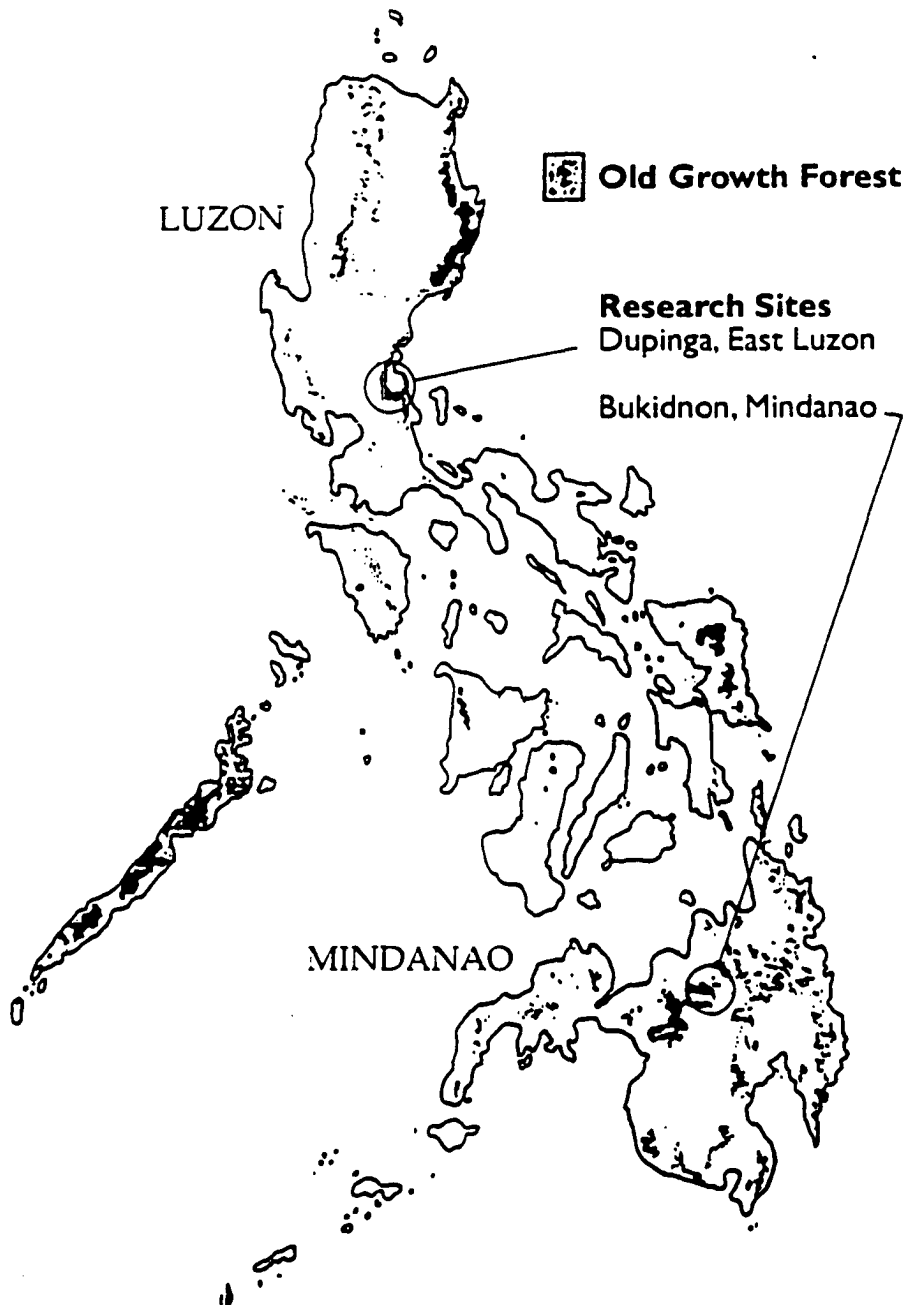 Old Growth Forest
LUZON
Research Sites
Dupinga, East Luzon
Bukidnon, Mindanao
MINDANAO